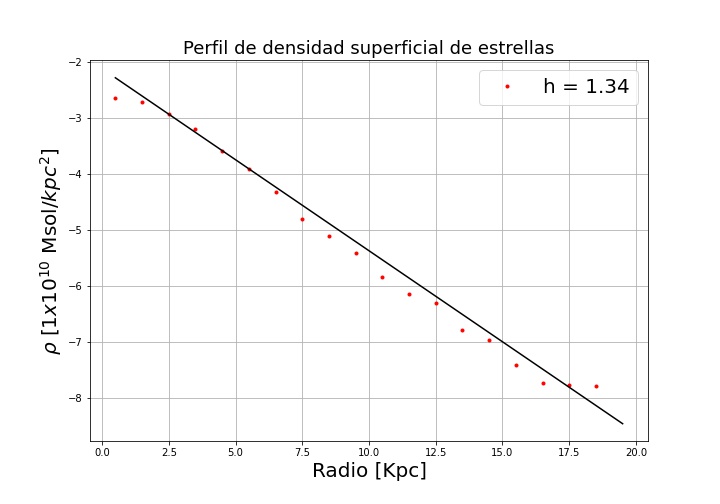 Perfil de densidad superficial de estrellas
h = 1.34
ρ [1x10¹⁰ Msol/kpc²]
−2
−3
−4
−5
−6
−7
−8
0.0 2.5 5.0 7.5 10.0 12.5 15.0 17.5 20.0
Radio [Kpc]